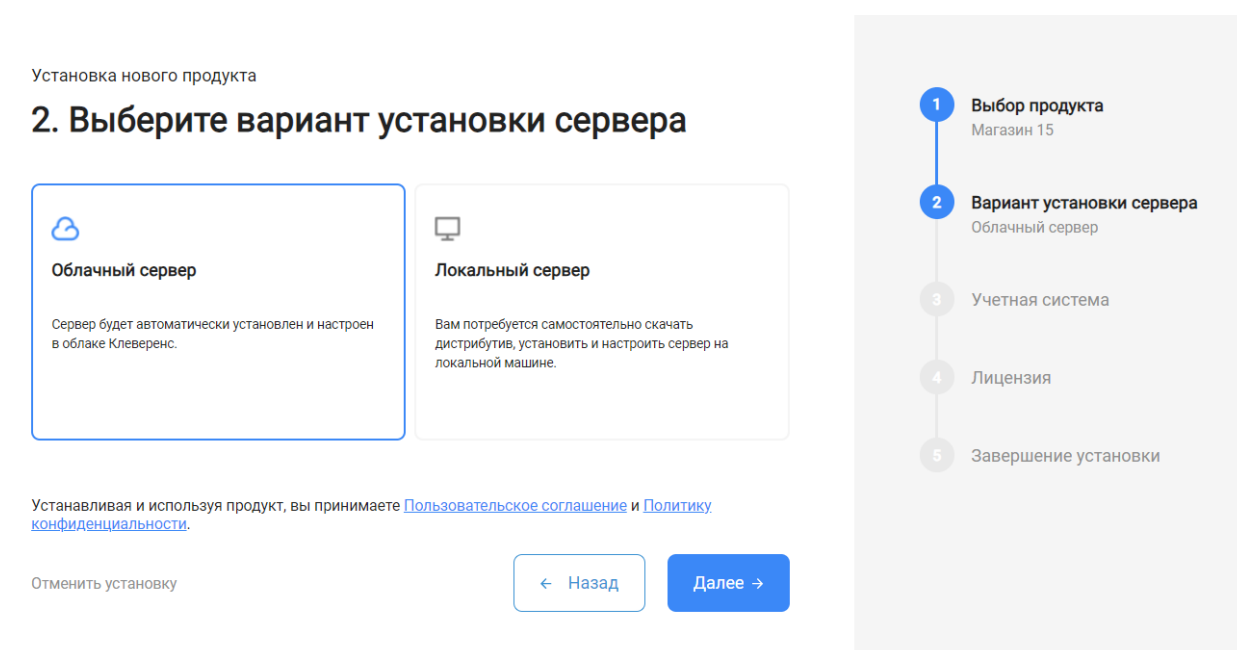 Установка нового продукта
2. Выберите вариант установки сервера
Облачный сервер
Сервер будет автоматически установлен и настроен
в облаке Клеверенс.
Локальный сервер
Вам потребуется самостоятельно скачать
дистрибутив, установить и настроить сервер на
локальной машине.
Устанавливая и используя продукт, вы принимаете Пользовательское соглашение и Политику
конфиденциальности.
Отменить установку
← Назад
Далее →
1 Выбор продукта
Магазин 15
2 Вариант установки сервера
Облачный сервер
3 Учетная система
4 Лицензия
5 Завершение установки